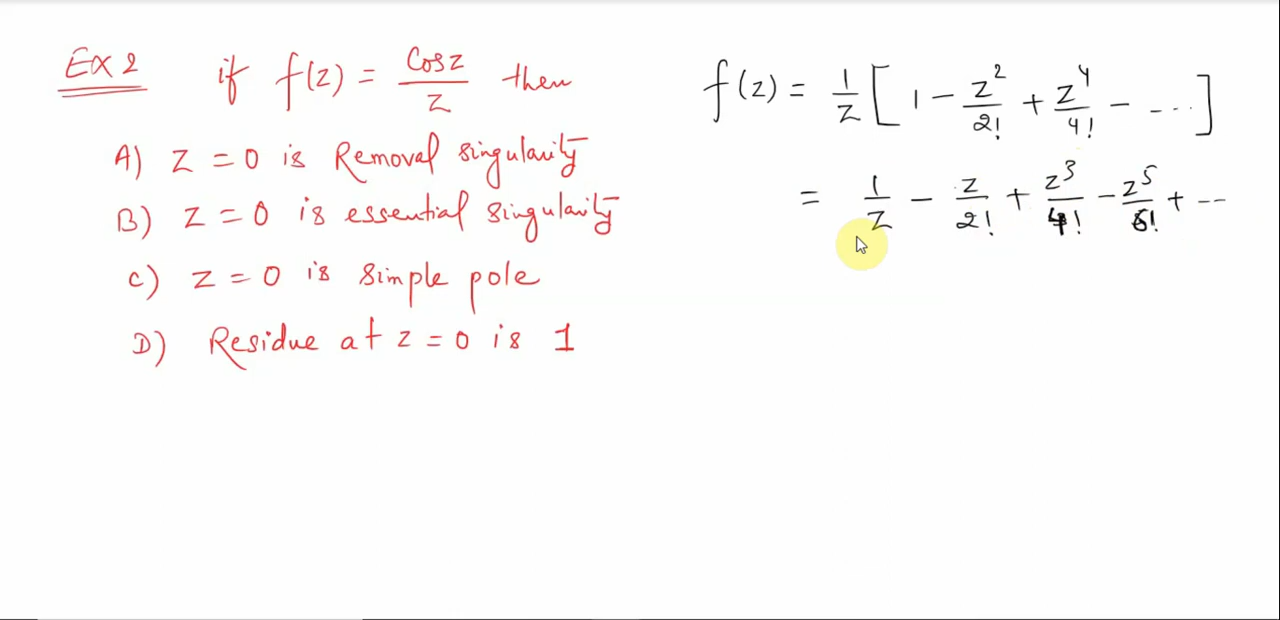 Ex 2 if f(z) = Cosz/z then
A) z = 0 is Removal singularity
B) z = 0 is essential singularity
C) z = 0 is simple pole
D) Residue at z = 0 is 1
f(z) = 1/z [ 1 - z²/2! + z⁴/4! - .... ]
= 1/z - z/2! + z³/4! - z⁵/6! + --